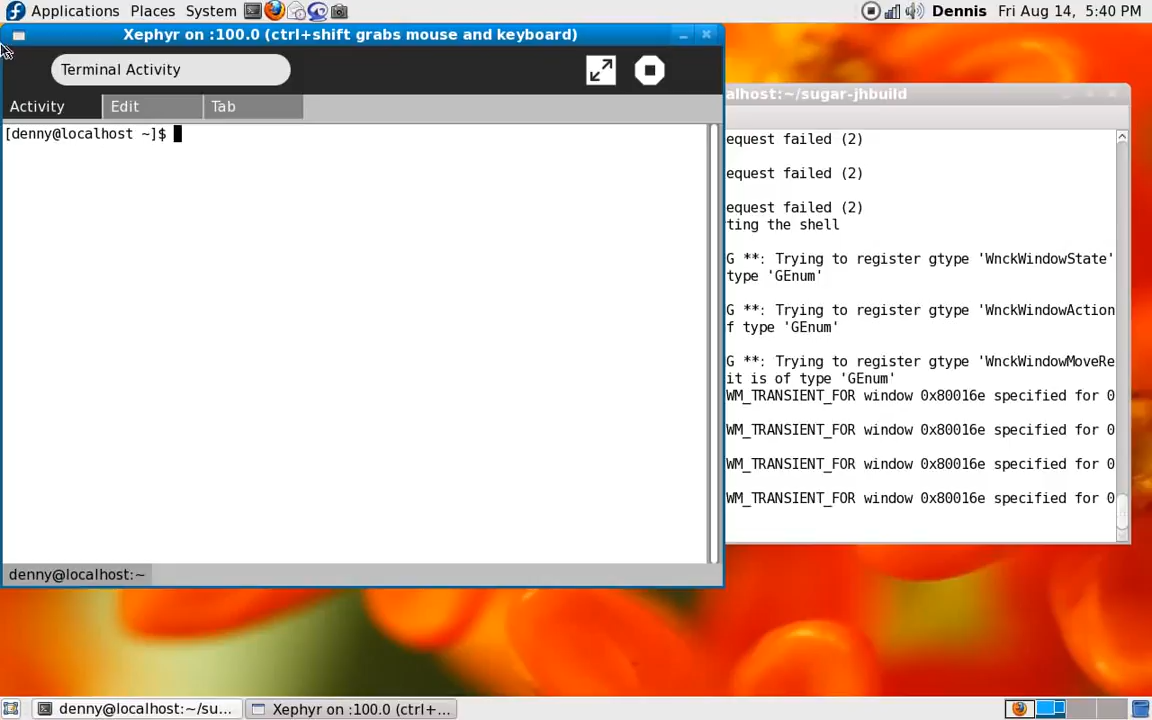 Applications Places System Dennis Fri Aug 14, 5:40 PM
Xephyr on :100.0 (ctrl+shift grabs mouse and keyboard)
Terminal Activity
Activity Edit Tab
[denny@localhost ~]$
denny@localhost:~
alhost:~/sugar-jhbuild
equest failed (2)
equest failed (2)
equest failed (2)
ting the shell
G **: Trying to register gtype 'WnckWindowState'
type 'GEnum'
G **: Trying to register gtype 'WnckWindowAction
f type 'GEnum'
G **: Trying to register gtype 'WnckWindowMoveRe
it is of type 'GEnum'
WM_TRANSIENT_FOR window 0x80016e specified for 0
WM_TRANSIENT_FOR window 0x80016e specified for 0
WM_TRANSIENT_FOR window 0x80016e specified for 0
WM_TRANSIENT_FOR window 0x80016e specified for 0
denny@localhost:~/su... Xephyr on :100.0 (ctrl+...